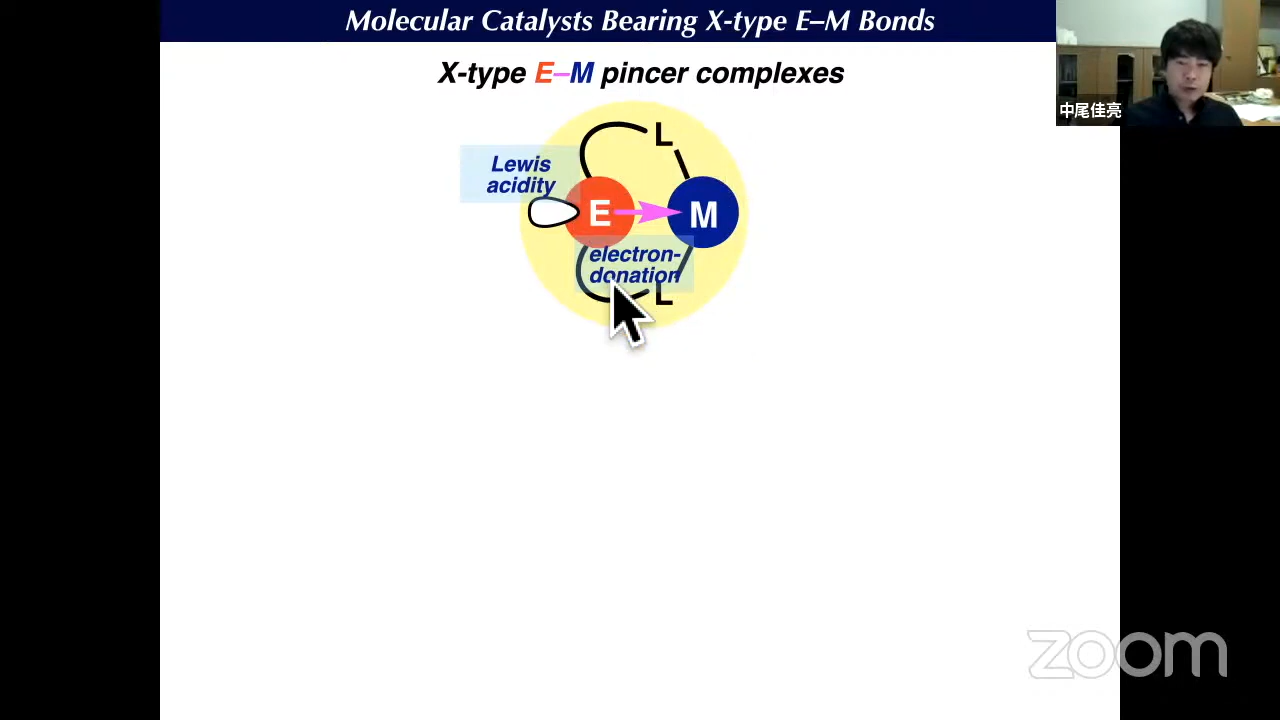 Molecular Catalysts Bearing X-type E–M Bonds
X-type E–M pincer complexes
中尾佳亮
L
Lewis
acidity
E
M
electron-
donation
L
zoom